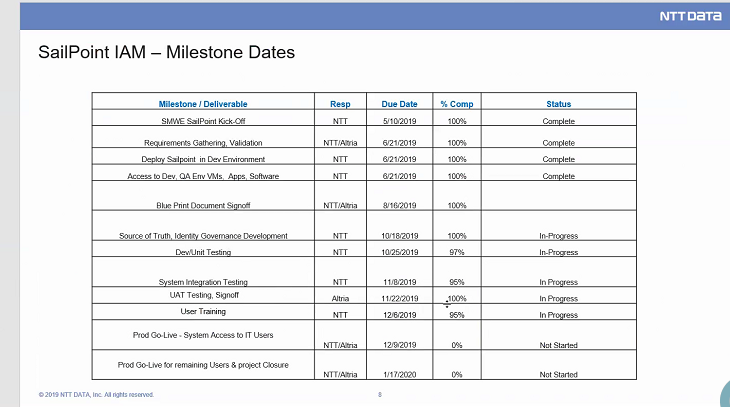 NTT DATA
SailPoint IAM – Milestone Dates
Milestone / Deliverable Resp Due Date % Comp Status
SMWE SailPoint Kick-Off NTT 5/10/2019 100% Complete
Requirements Gathering, Validation NTT/Altria 6/21/2019 100% Complete
Deploy Sailpoint in Dev Environment NTT 6/21/2019 100% Complete
Access to Dev, QA Env VMs, Apps, Software NTT 6/21/2019 100% Complete
Blue Print Document Signoff NTT/Altria 8/16/2019 100%
Source of Truth, Identity Governance Development NTT 10/18/2019 100% In-Progress
Dev/Unit Testing NTT 10/25/2019 97% In-Progress
System Integration Testing NTT 11/8/2019 95% In Progress
UAT Testing, Signoff Altria 11/22/2019 100% In Progress
User Training NTT 12/6/2019 95% In Progress
Prod Go-Live - System Access to IT Users NTT/Altria 12/9/2019 0% Not Started
Prod Go-Live for remaining Users & project Closure NTT/Altria 1/17/2020 0% Not Started
© 2019 NTT DATA, Inc. All rights reserved. 8